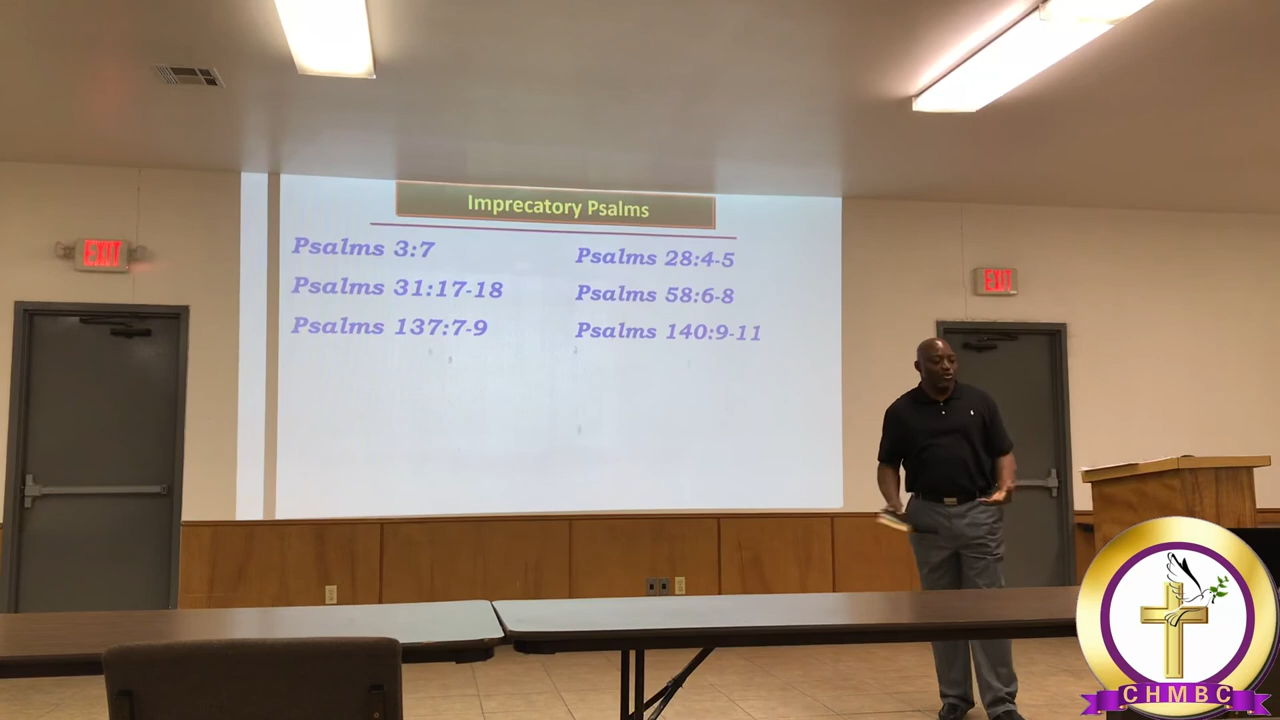 Imprecatory Psalms
Psalms 3:7
Psalms 28:4-5
Psalms 31:17-18
Psalms 58:6-8
Psalms 137:7-9
Psalms 140:9-11
EXIT
EXIT
CHMBC